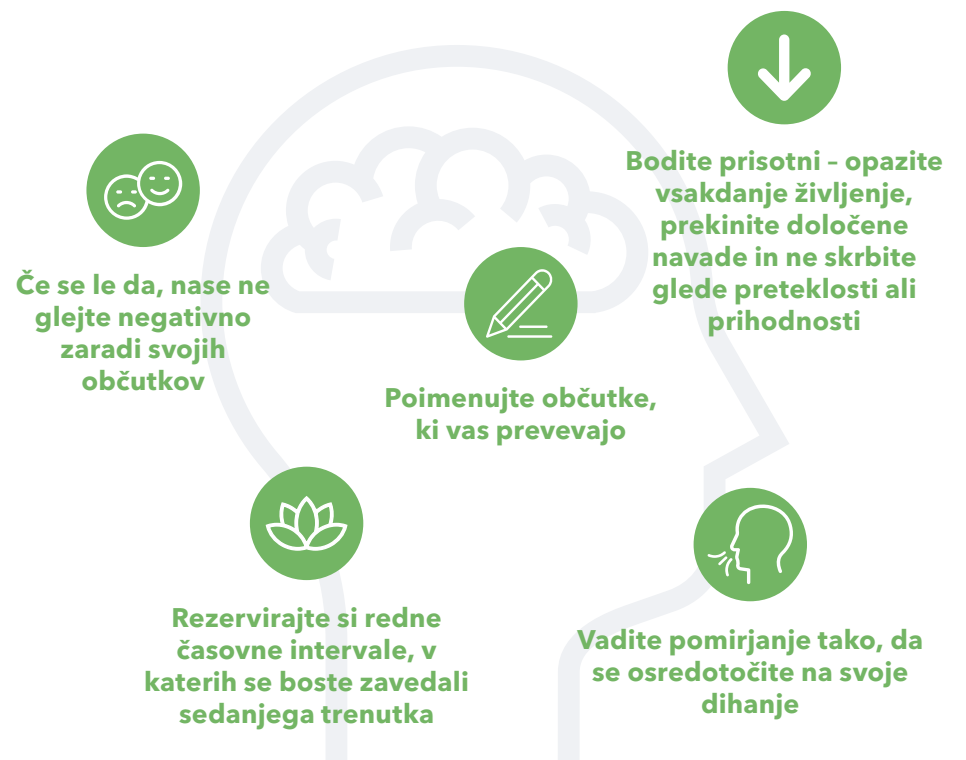 Bodite prisotni – opazite
vsakdanje življenje,
prekinite določene
navade in ne skrbite
glede preteklosti ali
prihodnosti
Če se le da, nase ne
glejte negativno
zaradi svojih
občutkov
Poimenujte občutke,
ki vas prevevajo
Rezervirajte si redne
časovne intervale, v
katerih se boste zavedali
sedanjega trenutka
Vadite pomirjanje tako, da
se osredotočite na svoje
dihanje